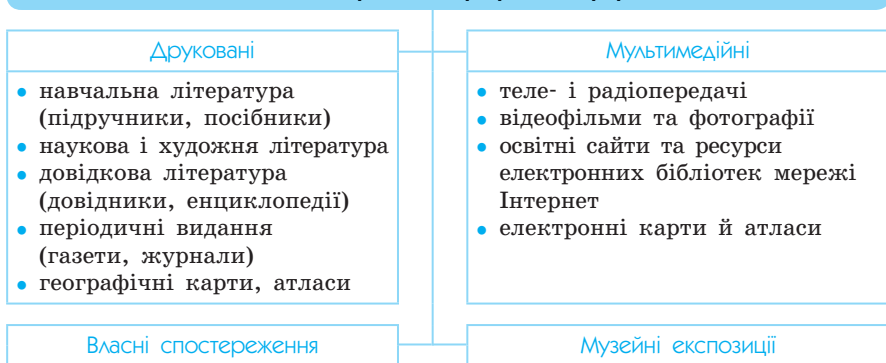 Друковані
• навчальна література
(підручники, посібники)
• наукова і художня література
• довідкова література
(довідники, енциклопедії)
• періодичні видання
(газети, журнали)
• географічні карти, атласи
Мультимедійні
• теле- і радіопередачі
• відеофільми та фотографії
• освітні сайти та ресурси
електронних бібліотек мережі
Інтернет
• електронні карти й атласи
Власні спостереження
Музейні експозиції